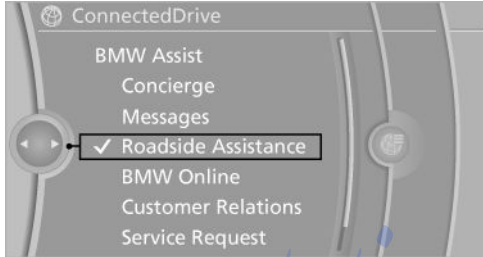 ConnectedDrive
BMW Assist
Concierge
Messages
✓ Roadside Assistance
BMW Online
Customer Relations
Service Request